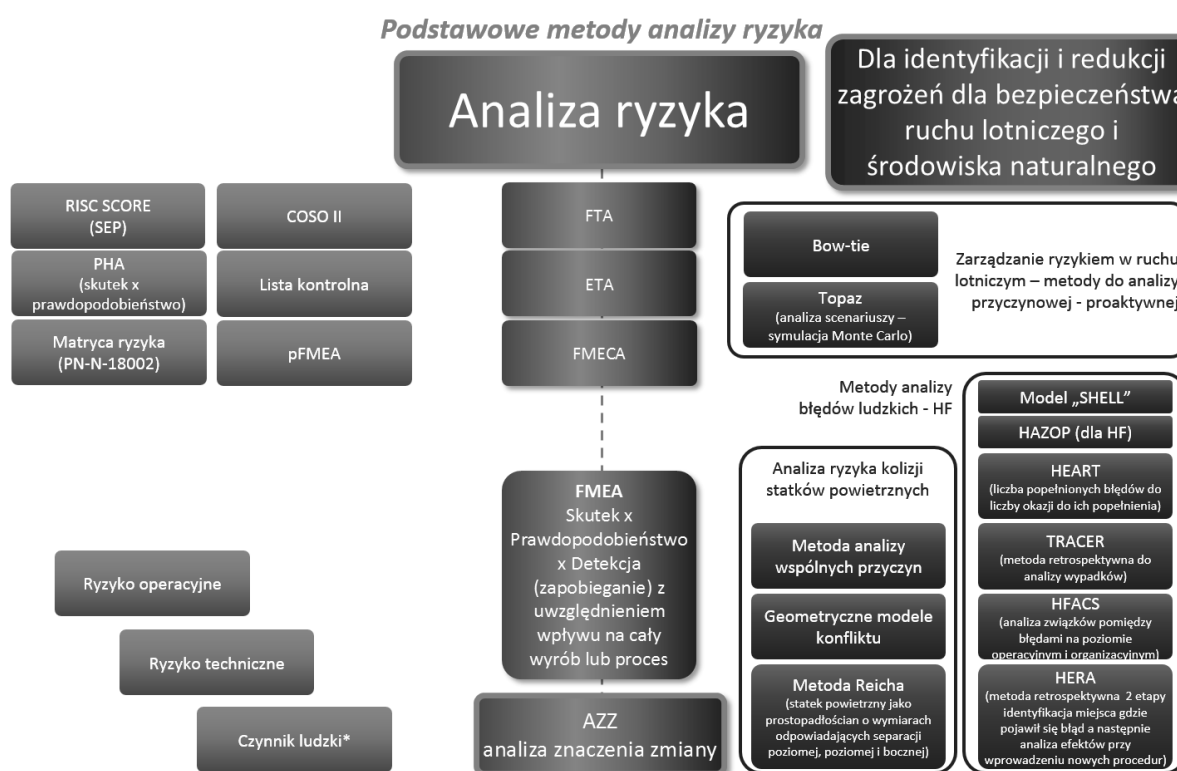 Podstawowe metody analizy ryzyka
Analiza ryzyka
Dla identyfikacji i redukcji
zagrożeń dla bezpieczeństwa
ruchu lotniczego i
środowiska naturalnego
RISC SCORE
(SEP)
COSO II
PHA
(skutek x
prawdopodobieństwo)
Lista kontrolna
Matryca ryzyka
(PN-N-18002)
pFMEA
FTA
ETA
FMECA
Bow-tie
Topaz
(analiza scenariuszy –
symulacja Monte Carlo)
Zarządzanie ryzykiem w ruchu
lotniczym – metody do analizy
przyczynowej - proaktywnej
Metody analizy
błędów ludzkich - HF
Model „SHELL”
HAZOP (dla HF)
HEART
(liczba popełnionych błędów do
liczby okazji do ich popełnienia)
TRACER
(metoda retrospektywna do
analizy wypadków)
HFACS
(analiza związków pomiędzy
błędami na poziomie
operacyjnym i organizacyjnym)
HERA
(metoda retrospektywna 2 etapy
identyfikacja miejsca gdzie
pojawił się błąd a następnie
analiza efektów przy
wprowadzeniu nowych procedur)
Analiza ryzyka kolizji
statków powietrznych
Metoda analizy
wspólnych przyczyn
Geometryczne modele
konfliktu
Metoda Reicha
(statek powietrzny jako
prostopadłościan o wymiarach
odpowiadających separacji
poziomej, poziomej i bocznej)
FMEA
Skutek x
Prawdopodobieństwo
x Detekcja
(zapobieganie) z
uwzględnieniem
wpływu na cały
wyrób lub proces
AZZ
analiza znaczenia zmiany
Ryzyko operacyjne
Ryzyko techniczne
Czynnik ludzki*